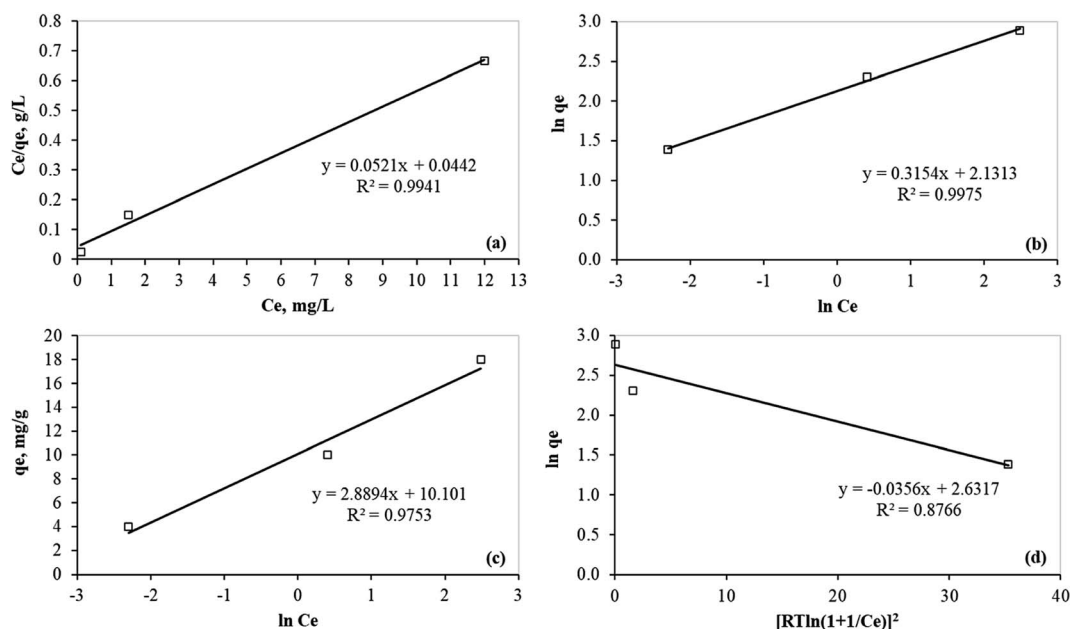 0.8
0.7
0.6
0.5
0.4
0.3
0.2
0.1
0
Ce/qe, g/L
y = 0.0521x + 0.0442
R² = 0.9941
(a)
0 1 2 3 4 5 6 7 8 9 10 11 12 13
Ce, mg/L
3.0
2.5
2.0
1.5
1.0
0.5
0.0
ln qe
y = 0.3154x + 2.1313
R² = 0.9975
(b)
-3 -2 -1 0 1 2 3
ln Ce
20
18
16
14
12
10
8
6
4
2
0
qe, mg/g
y = 2.8894x + 10.101
R² = 0.9753
(c)
-3 -2 -1 0 1 2 3
ln Ce
3.0
2.5
2.0
1.5
1.0
0.5
0.0
ln qe
y = -0.0356x + 2.6317
R² = 0.8766
(d)
0 10 20 30 40
[RTln(1+1/Ce)]²